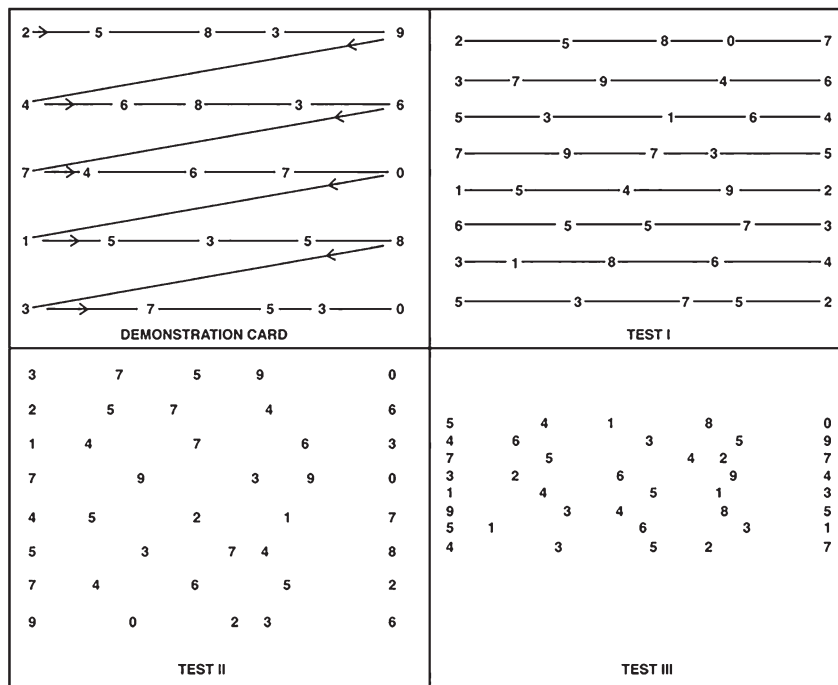 2 5 8 3 9
4 6 8 3 6
7 4 6 7 0
1 5 3 5 8
3 7 5 3 0
DEMONSTRATION CARD
2 5 8 0 7
3 7 9 4 6
5 3 1 6 4
7 9 7 3 5
1 5 4 9 2
6 5 5 7 3
3 1 8 6 4
5 3 7 5 2
TEST I
3 7 5 9 0
2 5 7 4 6
1 4 7 6 3
7 9 3 9 0
4 5 2 1 7
5 3 7 4 8
7 4 6 5 2
9 0 2 3 6
TEST II
5 4 1 8 0
4 6 3 5 9
7 5 4 2 7
3 2 6 9 4
1 4 5 1 3
9 3 4 8 5
5 1 6 3 1
4 3 5 2 7
TEST III